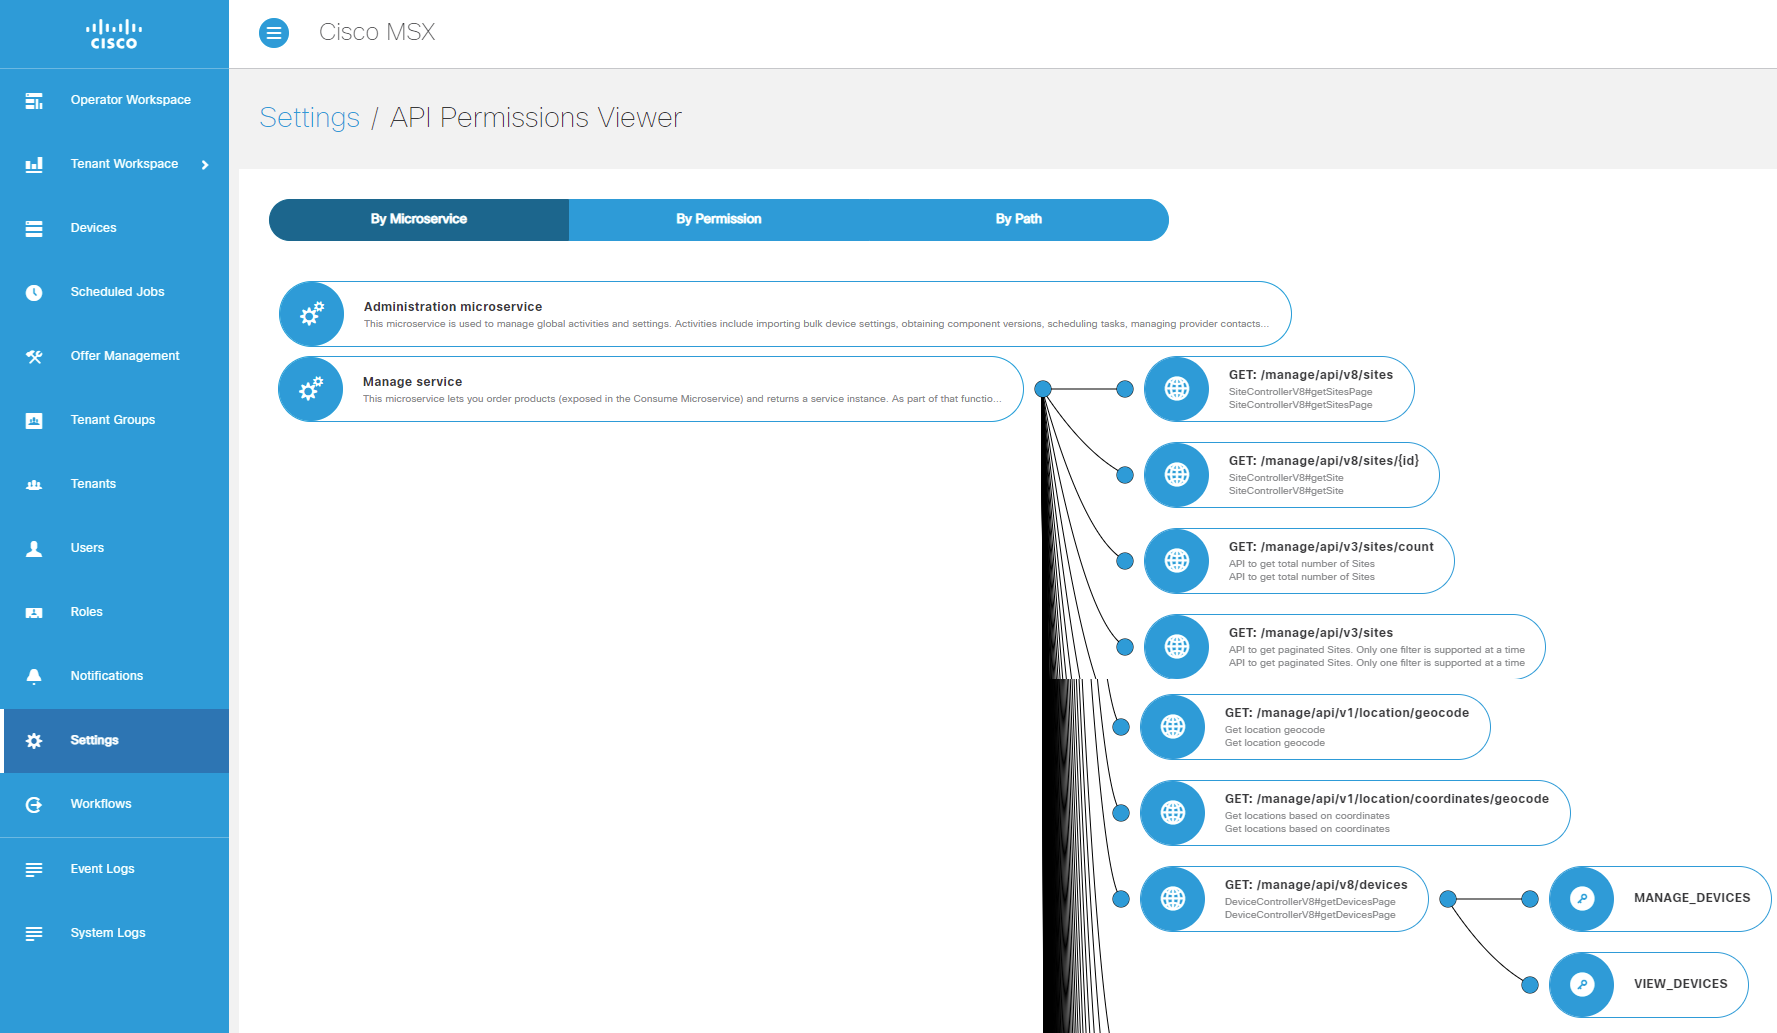 CISCO
Cisco MSX
Operator Workspace
Tenant Workspace
Devices
Scheduled Jobs
Offer Management
Tenant Groups
Tenants
Users
Roles
Notifications
Settings
Workflows
Event Logs
System Logs
Settings / API Permissions Viewer
By Microservice
By Permission
By Path
Administration microservice
This microservice is used to manage global activities and settings. Activities include importing bulk device settings, obtaining component versions, scheduling tasks, managing provider contacts...
Manage service
This microservice lets you order products (exposed in the Consume Microservice) and returns a service instance. As part of that functio...
GET: /manage/api/v8/sites
SiteControllerV8#getSitesPage
SiteControllerV8#getSitesPage
GET: /manage/api/v8/sites/{id}
SiteControllerV8#getSite
SiteControllerV8#getSite
GET: /manage/api/v3/sites/count
API to get total number of Sites
API to get total number of Sites
GET: /manage/api/v3/sites
API to get paginated Sites. Only one filter is supported at a time
API to get paginated Sites. Only one filter is supported at a time
GET: /manage/api/v1/location/geocode
Get location geocode
Get location geocode
GET: /manage/api/v1/location/coordinates/geocode
Get locations based on coordinates
Get locations based on coordinates
GET: /manage/api/v8/devices
DeviceControllerV8#getDevicesPage
DeviceControllerV8#getDevicesPage
MANAGE_DEVICES
VIEW_DEVICES